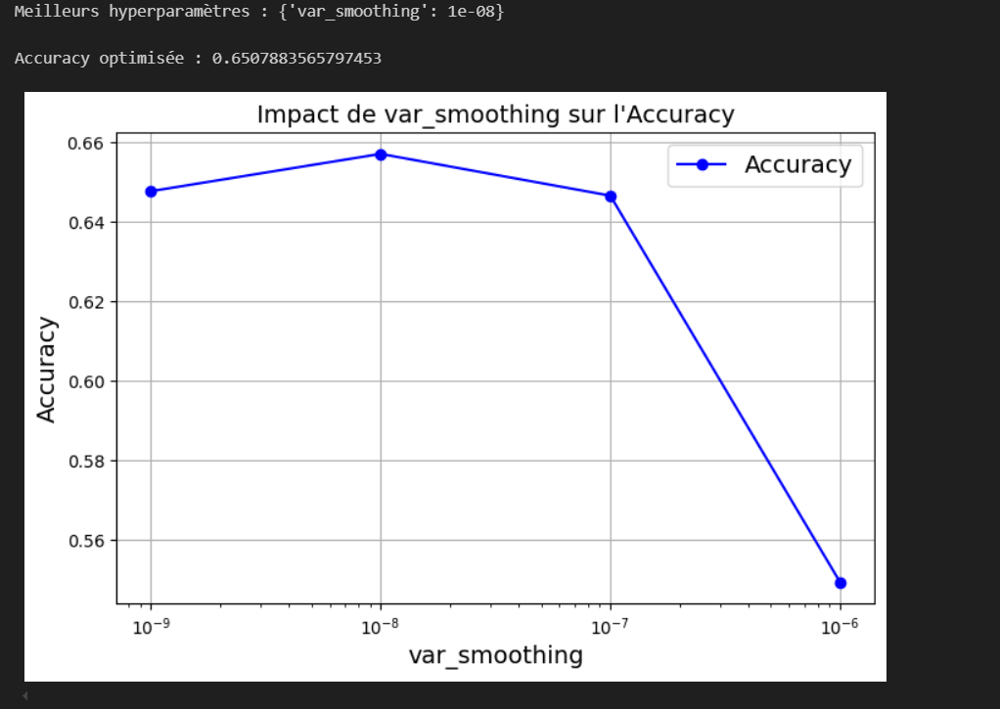 Meilleurs hyperparamètres : {'var_smoothing': 1e-08}
Accuracy optimisée : 0.6507883565797453
Impact de var_smoothing sur l'Accuracy
Accuracy
0.66
0.64
0.62
0.60
0.58
0.56
Accuracy
10⁻⁹ 10⁻⁸ 10⁻⁷ 10⁻⁶
var_smoothing